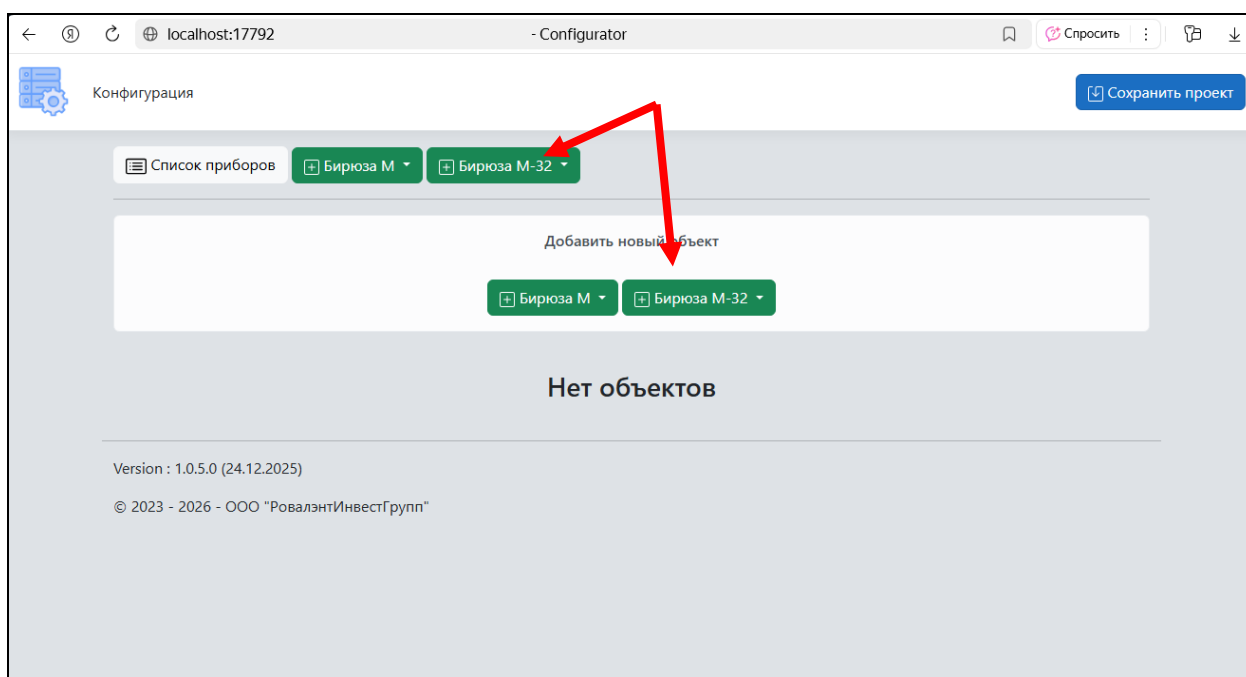 localhost:17792 - Configurator Спросить
Конфигурация Сохранить проект
Список приборов Бирюза М Бирюза М-32
Добавить новый объект
Бирюза М Бирюза М-32
Нет объектов
Version : 1.0.5.0 (24.12.2025)
© 2023 - 2026 - ООО "РовалэнтИнвестГрупп"